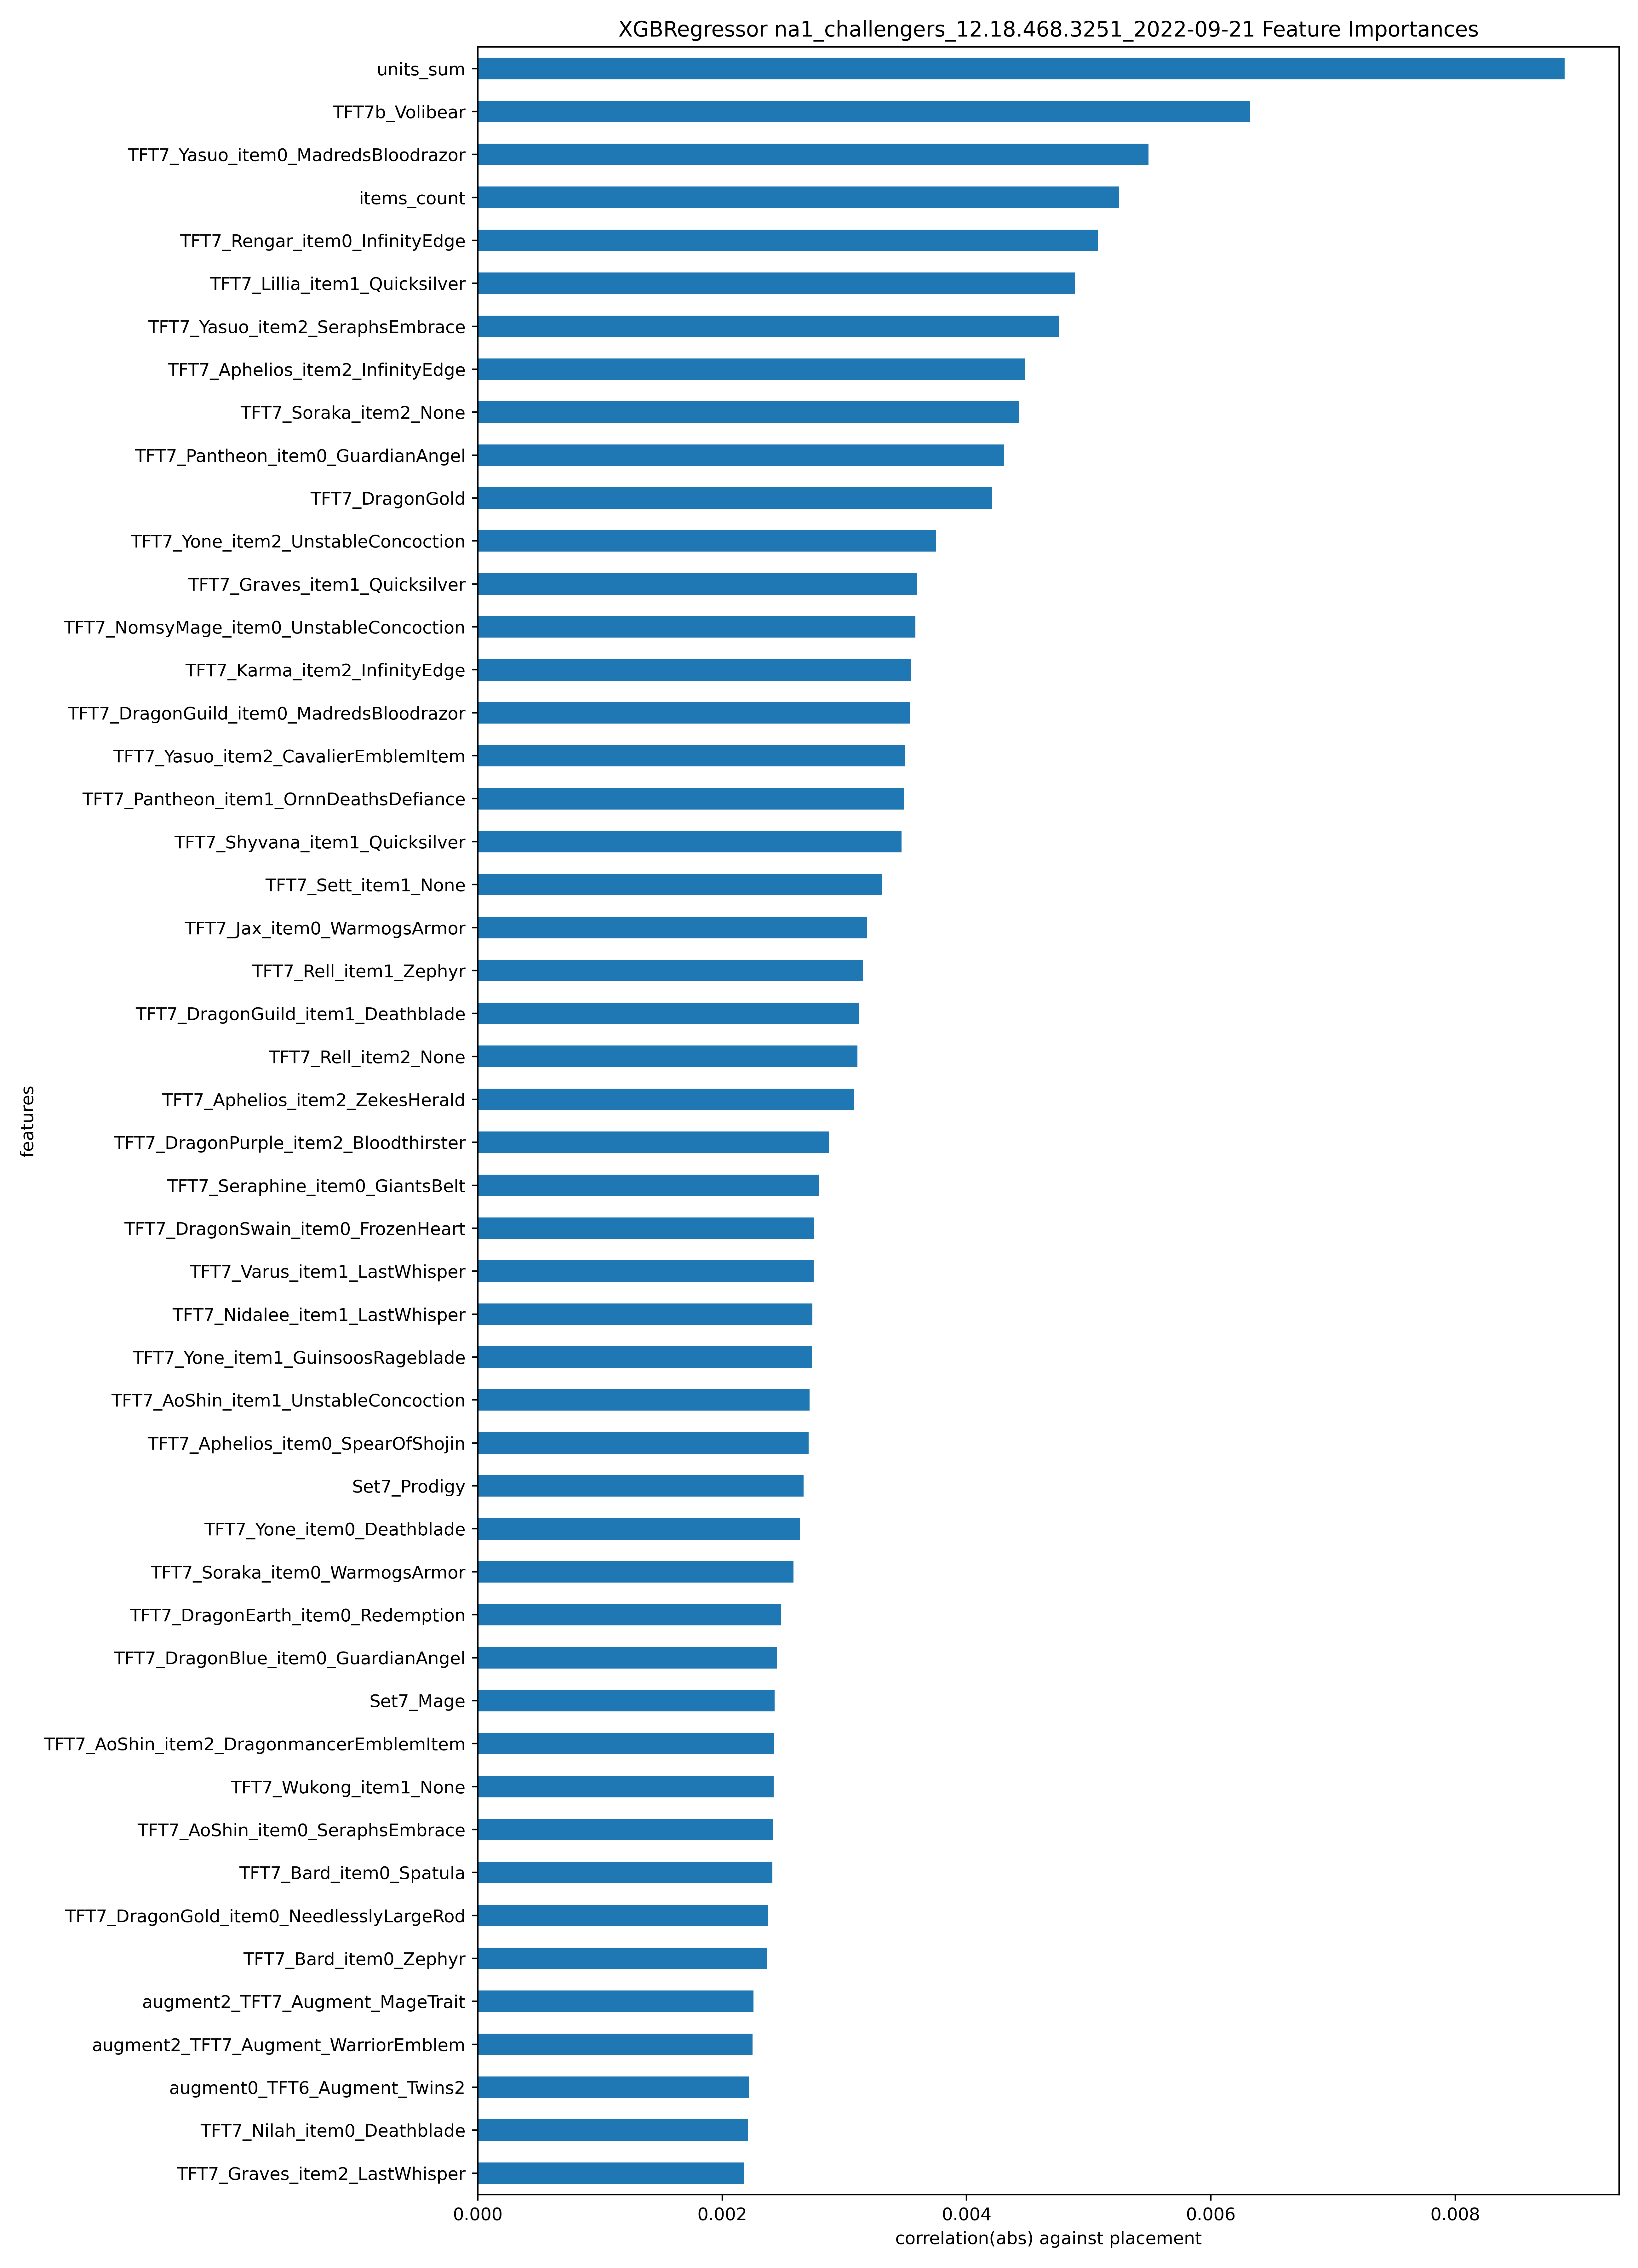 XGBRegressor na1_challengers_12.18.468.3251_2022-09-21 Feature Importances
units_sum
TFT7b_Volibear
TFT7_Yasuo_item0_MadredsBloodrazor
items_count
TFT7_Rengar_item0_InfinityEdge
TFT7_Lillia_item1_Quicksilver
TFT7_Yasuo_item2_SeraphsEmbrace
TFT7_Aphelios_item2_InfinityEdge
TFT7_Soraka_item2_None
TFT7_Pantheon_item0_GuardianAngel
TFT7_DragonGold
TFT7_Yone_item2_UnstableConcoction
TFT7_Graves_item1_Quicksilver
TFT7_NomsyMage_item0_UnstableConcoction
TFT7_Karma_item2_InfinityEdge
TFT7_DragonGuild_item0_MadredsBloodrazor
TFT7_Yasuo_item2_CavalierEmblemItem
TFT7_Pantheon_item1_OrnnDeathsDefiance
TFT7_Shyvana_item1_Quicksilver
TFT7_Sett_item1_None
TFT7_Jax_item0_WarmogsArmor
TFT7_Rell_item1_Zephyr
TFT7_DragonGuild_item1_Deathblade
TFT7_Rell_item2_None
TFT7_Aphelios_item2_ZekesHerald
TFT7_DragonPurple_item2_Bloodthirster
TFT7_Seraphine_item0_GiantsBelt
TFT7_DragonSwain_item0_FrozenHeart
TFT7_Varus_item1_LastWhisper
TFT7_Nidalee_item1_LastWhisper
TFT7_Yone_item1_GuinsoosRageblade
TFT7_AoShin_item1_UnstableConcoction
TFT7_Aphelios_item0_SpearOfShojin
Set7_Prodigy
TFT7_Yone_item0_Deathblade
TFT7_Soraka_item0_WarmogsArmor
TFT7_DragonEarth_item0_Redemption
TFT7_DragonBlue_item0_GuardianAngel
Set7_Mage
TFT7_AoShin_item2_DragonmancerEmblemItem
TFT7_Wukong_item1_None
TFT7_AoShin_item0_SeraphsEmbrace
TFT7_Bard_item0_Spatula
TFT7_DragonGold_item0_NeedlesslyLargeRod
TFT7_Bard_item0_Zephyr
augment2_TFT7_Augment_MageTrait
augment2_TFT7_Augment_WarriorEmblem
augment0_TFT6_Augment_Twins2
TFT7_Nilah_item0_Deathblade
TFT7_Graves_item2_LastWhisper
features
0.000 0.002 0.004 0.006 0.008
correlation(abs) against placement